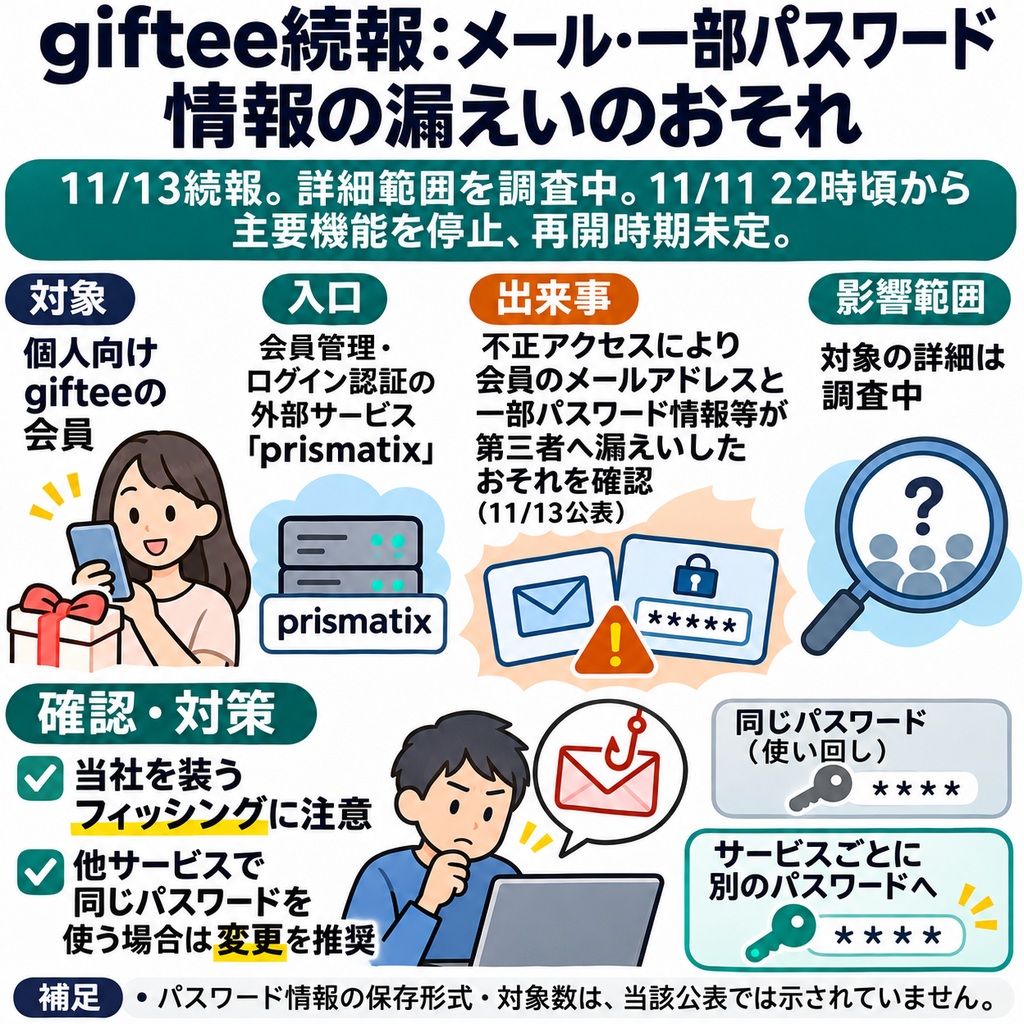 giftee続報：メール・一部パスワード
情報の漏えいのおそれ
11/13続報。詳細範囲を調査中。11/11 22時頃から
主要機能を停止、再開時期未定。
対象
個人向け
gifteeの
会員
入口
会員管理・
ログイン認証の
外部サービス
「prismatix」
prismatix
出来事
不正アクセスにより
会員のメールアドレスと
一部パスワード情報等が
第三者へ漏えいした
おそれを確認
（11/13公表）
*****
影響範囲
対象の詳細は
調査中
?
確認・対策
当社を装う
フィッシングに注意
他サービスで
同じパスワードを
使う場合は変更を推奨
同じパスワード
（使い回し）
****
サービスごとに
別のパスワードへ
****
補足
・パスワード情報の保存形式・対象数は、当該公表では示されていません。